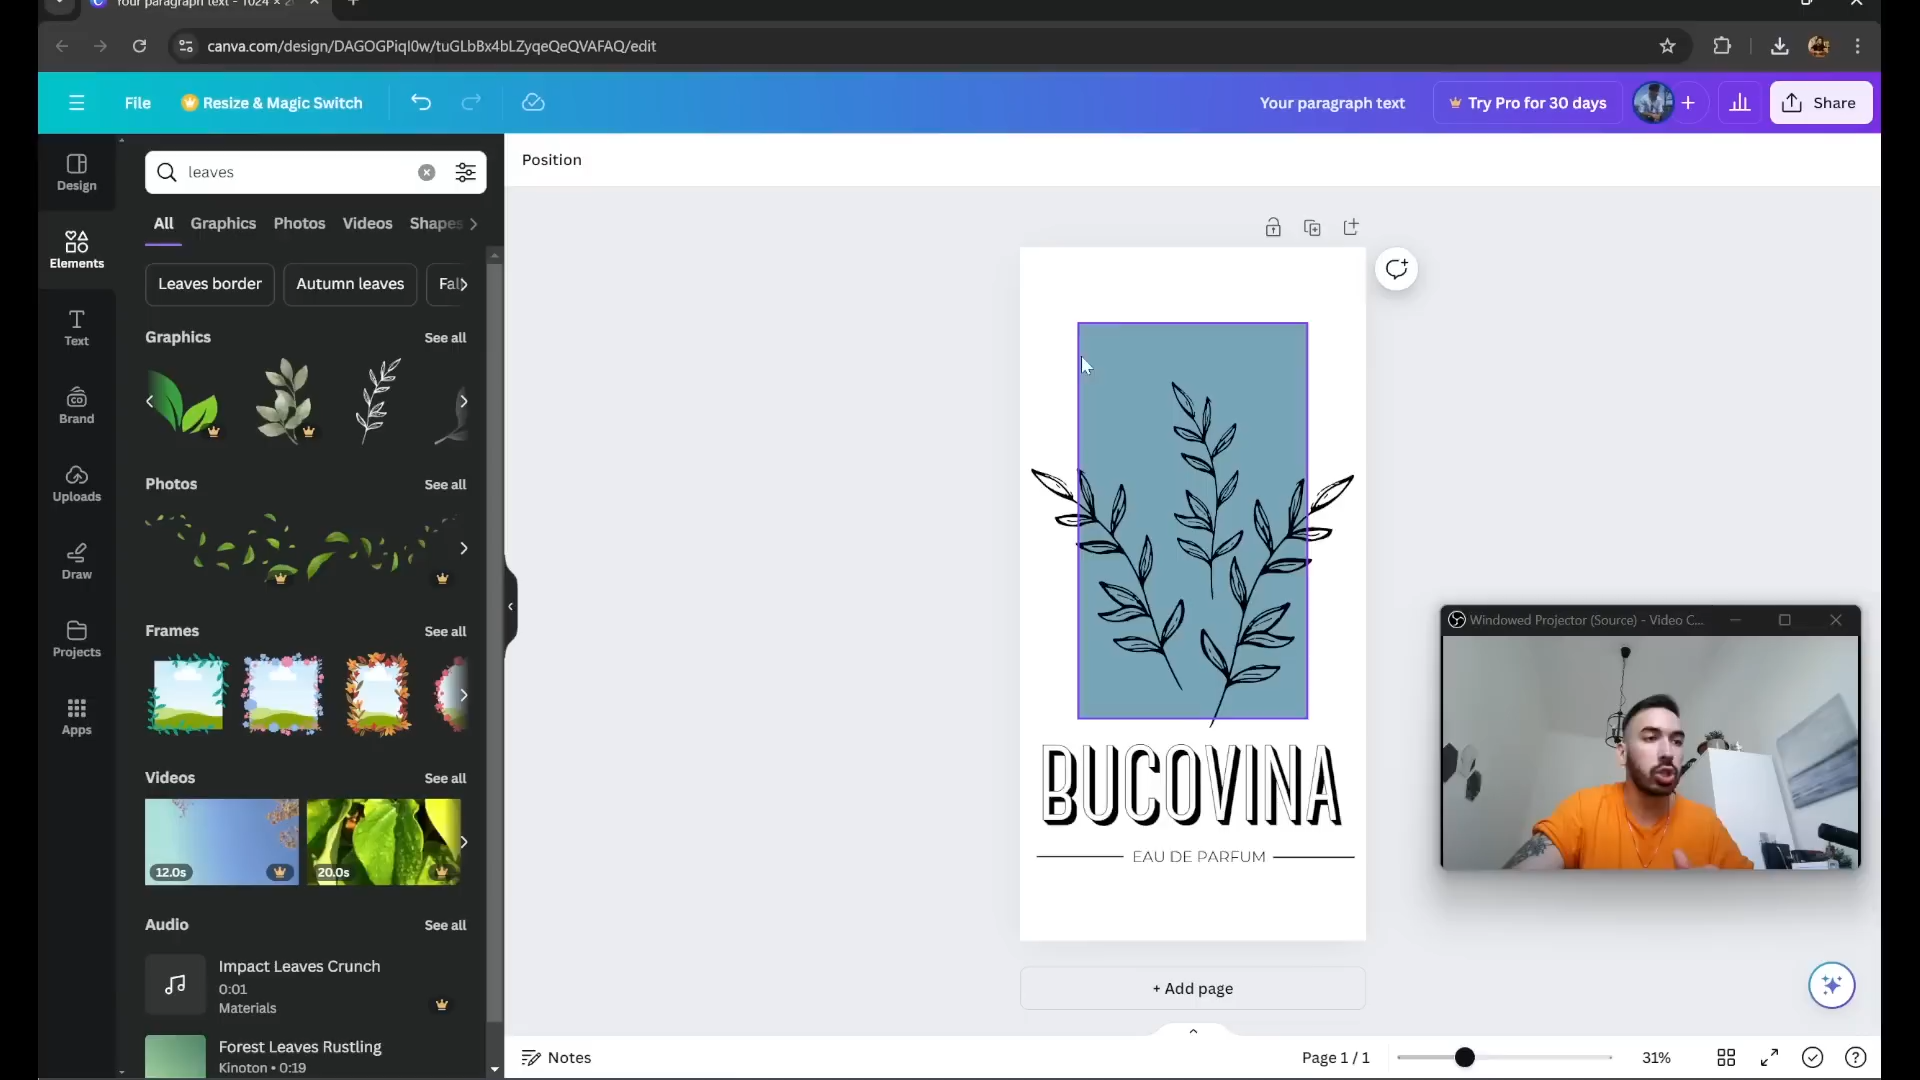 Your paragraph text - 1024 ×
canva.com/design/DAGOGPiqI0w/tuGLbBx4bLZyqeQeQVAFAQ/edit
File
Resize & Magic Switch
Your paragraph text
Try Pro for 30 days
Share
Design
Elements
Text
Brand
Uploads
Draw
Projects
Apps
leaves
All
Graphics
Photos
Videos
Shapes
Leaves border
Autumn leaves
Graphics
See all
Photos
See all
Frames
See all
Videos
See all
12.0s
20.0s
Audio
See all
Impact Leaves Crunch
0:01
Materials
Forest Leaves Rustling
Kinoton • 0:19
Position
BUCOVINA
EAU DE PARFUM
+ Add page
Windowed Projector (Source) - Video C...
Notes
Page 1 / 1
31%